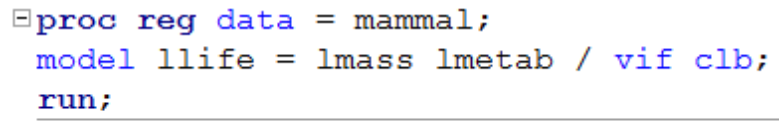 proc reg data = mammal;
model llife = lmass lmetab / vif clb;
run;